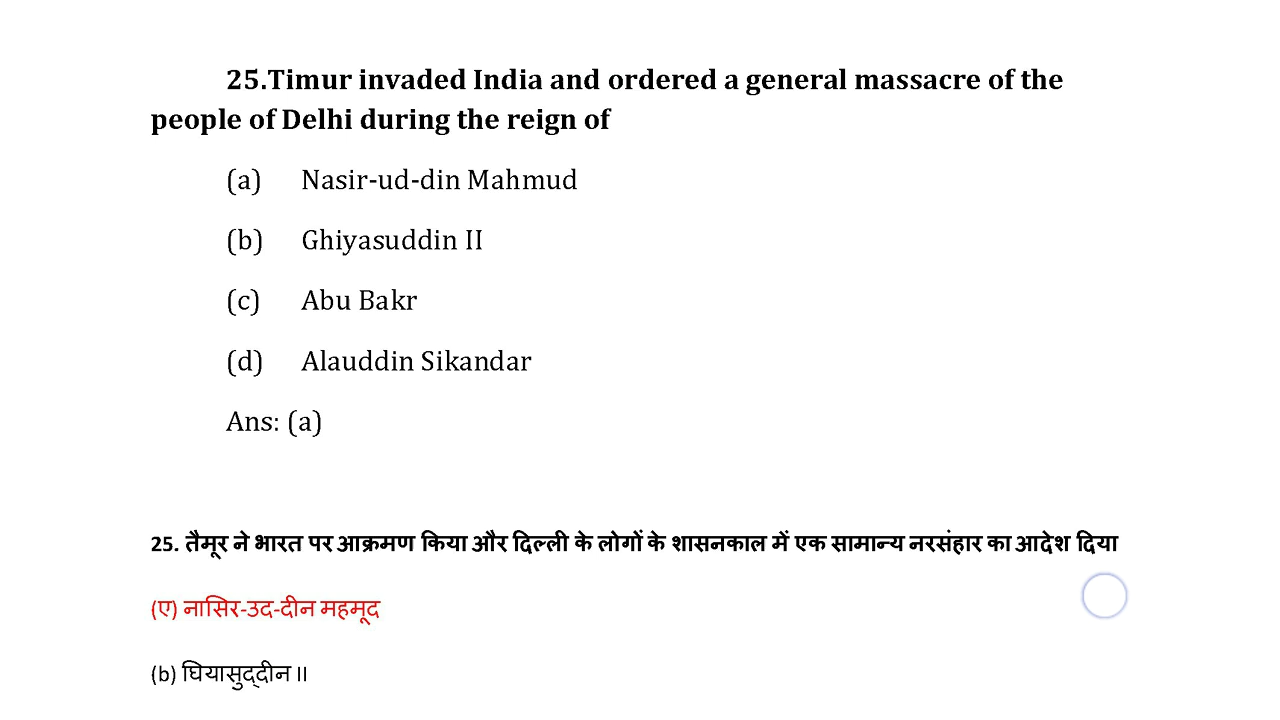 25.Timur invaded India and ordered a general massacre of the
people of Delhi during the reign of
(a) Nasir-ud-din Mahmud
(b) Ghiyasuddin II
(c) Abu Bakr
(d) Alauddin Sikandar
Ans: (a)
25. तैमूर ने भारत पर आक्रमण किया और दिल्ली के लोगों के शासनकाल में एक सामान्य नरसंहार का आदेश दिया
(ए) नासिर-उद-दीन महमूद
(b) घियासुद्दीन II